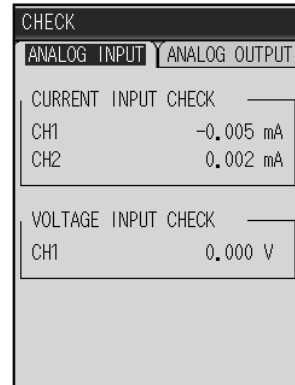 CHECK
ANALOG INPUT ANALOG OUTPUT
CURRENT INPUT CHECK
CH1 -0.005 mA
CH2 0.002 mA
VOLTAGE INPUT CHECK
CH1 0.000 V